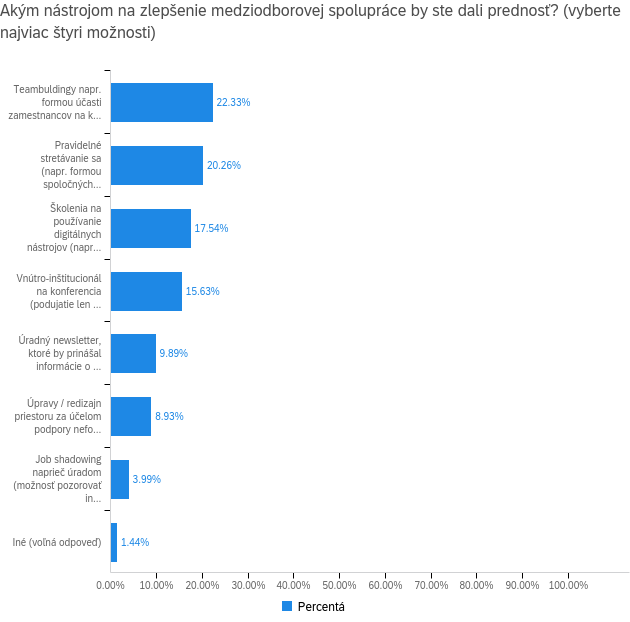 Akým nástrojom na zlepšenie medziodborovej spolupráce by ste dali prednosť? (vyberte
najviac štyri možnosti)
Teambuldingy napr.
formou účasti
zamestnancov na k...
22.33%
Pravidelné
stretávanie sa
(napr. formou
spoločných...
20.26%
Školenia na
používanie
digitálnych
nástrojov (napr...
17.54%
Vnútro-inštitucionál
na konferencia
(podujatie len ...
15.63%
Úradný newsletter,
ktoré by prinášal
informácie o ...
9.89%
Úpravy / redizajn
priestoru za účelom
podpory nefo...
8.93%
Job shadowing
naprieč úradom
(možnosť pozorovať
in...
3.99%
Iné (voľná odpoveď)
1.44%
0.00% 10.00% 20.00% 30.00% 40.00% 50.00% 60.00% 70.00% 80.00% 90.00% 100.00%
Percentá